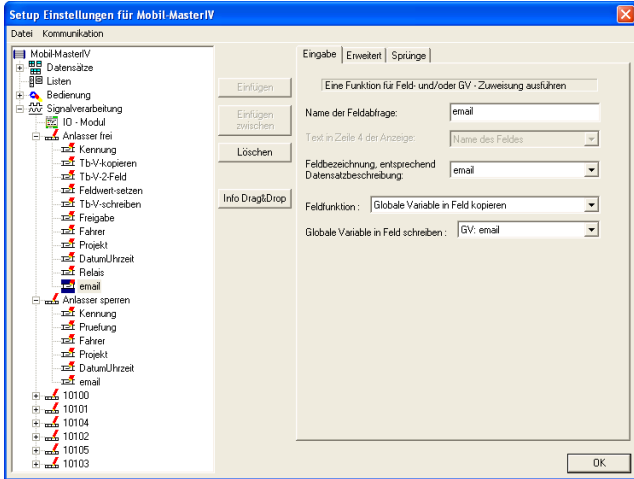 Setup Einstellungen für Mobil-MasterIV
Datei Kommunikation
Mobil-MasterIV
Datensätze
Listen
Bedienung
Signalverarbeitung
IO - Modul
Anlasser frei
Kennung
Tb-V-kopieren
Tb-V-2-Feld
Feldwert-setzen
Tb-V-schreiben
Freigabe
Fahrer
Projekt
DatumUhrzeit
Relais
email
Anlasser sperren
Kennung
Pruefung
Fahrer
Projekt
DatumUhrzeit
email
10100
10101
10104
10102
10105
10103
Einfügen
Einfügen
zwischen
Löschen
Info Drag&Drop
Eingabe Erweitert Sprünge
Eine Funktion für Feld- und/oder GV - Zuweisung ausführen
Name der Feldabfrage: email
Text in Zeile 4 der Anzeige: Name des Feldes
Feldbezeichnung, entsprechend
Datensatzbeschreibung: email
Feldfunktion : Globale Variable in Feld kopieren
Globale Variable in Feld schreiben : GV: email
OK